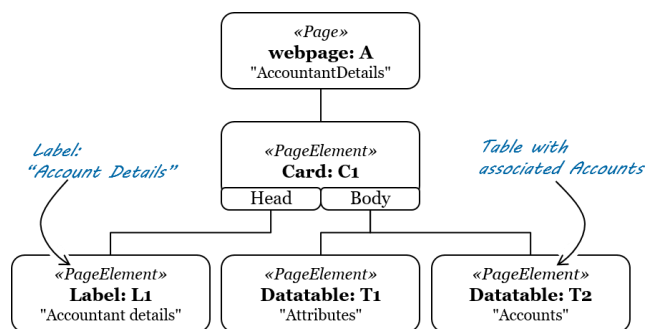 «Page»
webpage: A
"AccountantDetails"
«PageElement»
Card: C1
Head
Body
Label:
“Account Details”
Table with
associated Accounts
«PageElement»
Label: L1
"Accountant details"
«PageElement»
Datatable: T1
"Attributes"
«PageElement»
Datatable: T2
"Accounts"